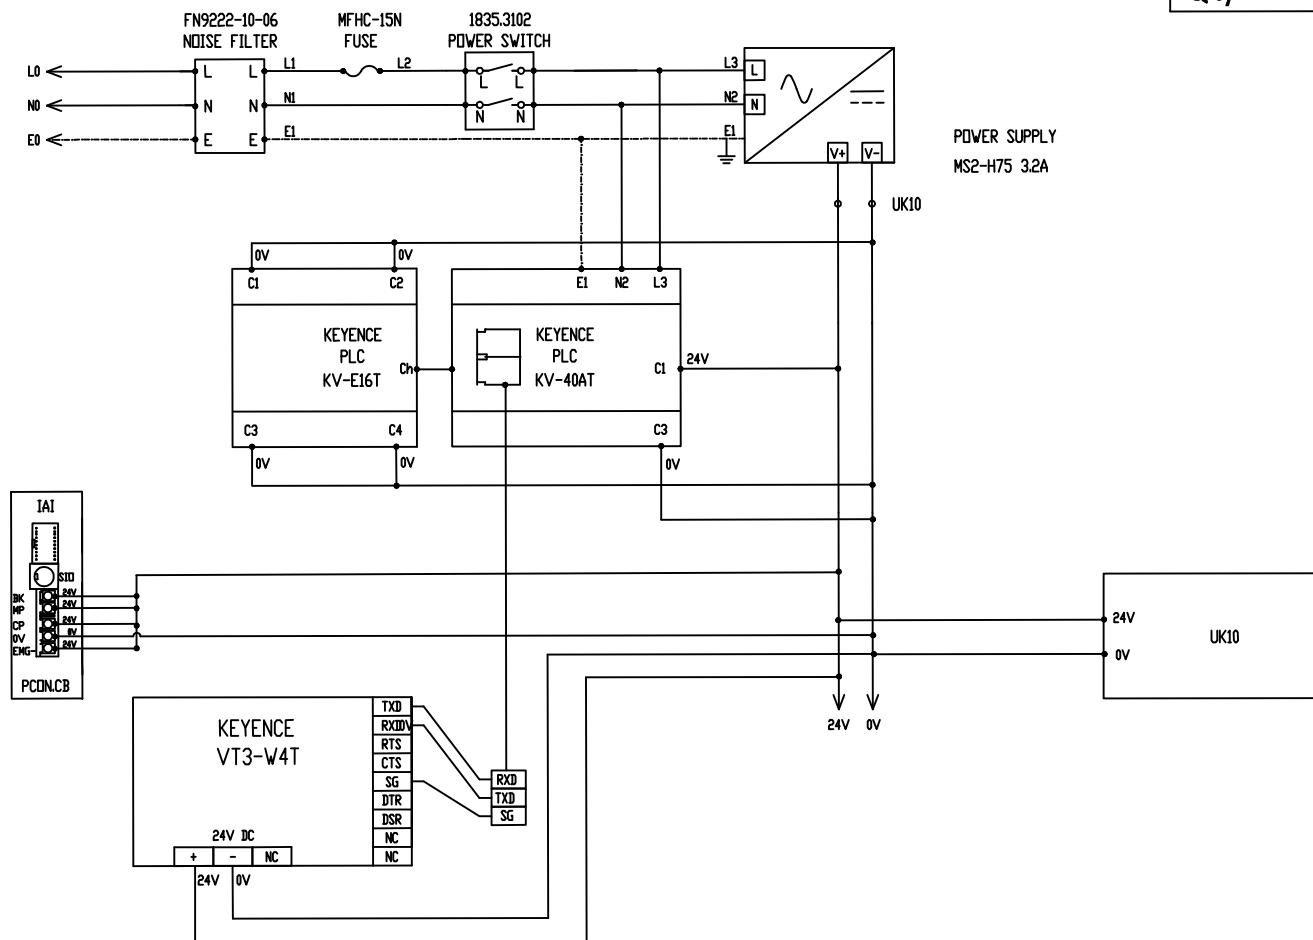 FN9222-10-06
NOISE FILTER
MFHC-15N
FUSE
1835.3102
POWER SWITCH
L0
L
L
L1
L2
L
L
L3
L
N0
N
N
N1
N
N
N2
N
E0
E
E
E1
E1
V+
V-
POWER SUPPLY
MS2-H75 3.2A
UK10
0V
0V
C1
C2
E1
N2
L3
KEYENCE
PLC
KV-E16T
Ch
KEYENCE
PLC
KV-40AT
C1
24V
C3
C4
C3
0V
0V
0V
IAI
1
SIO
BK
24V
MP
24V
CP
24V
0V
0V
EMG-
24V
PCON.CB
24V
0V
UK10
24V
0V
KEYENCE
VT3-W4T
TXD
RXD
RTS
CTS
SG
DTR
DSR
NC
NC
RXD
TXD
SG
24V DC
+
-
NC
24V
0V